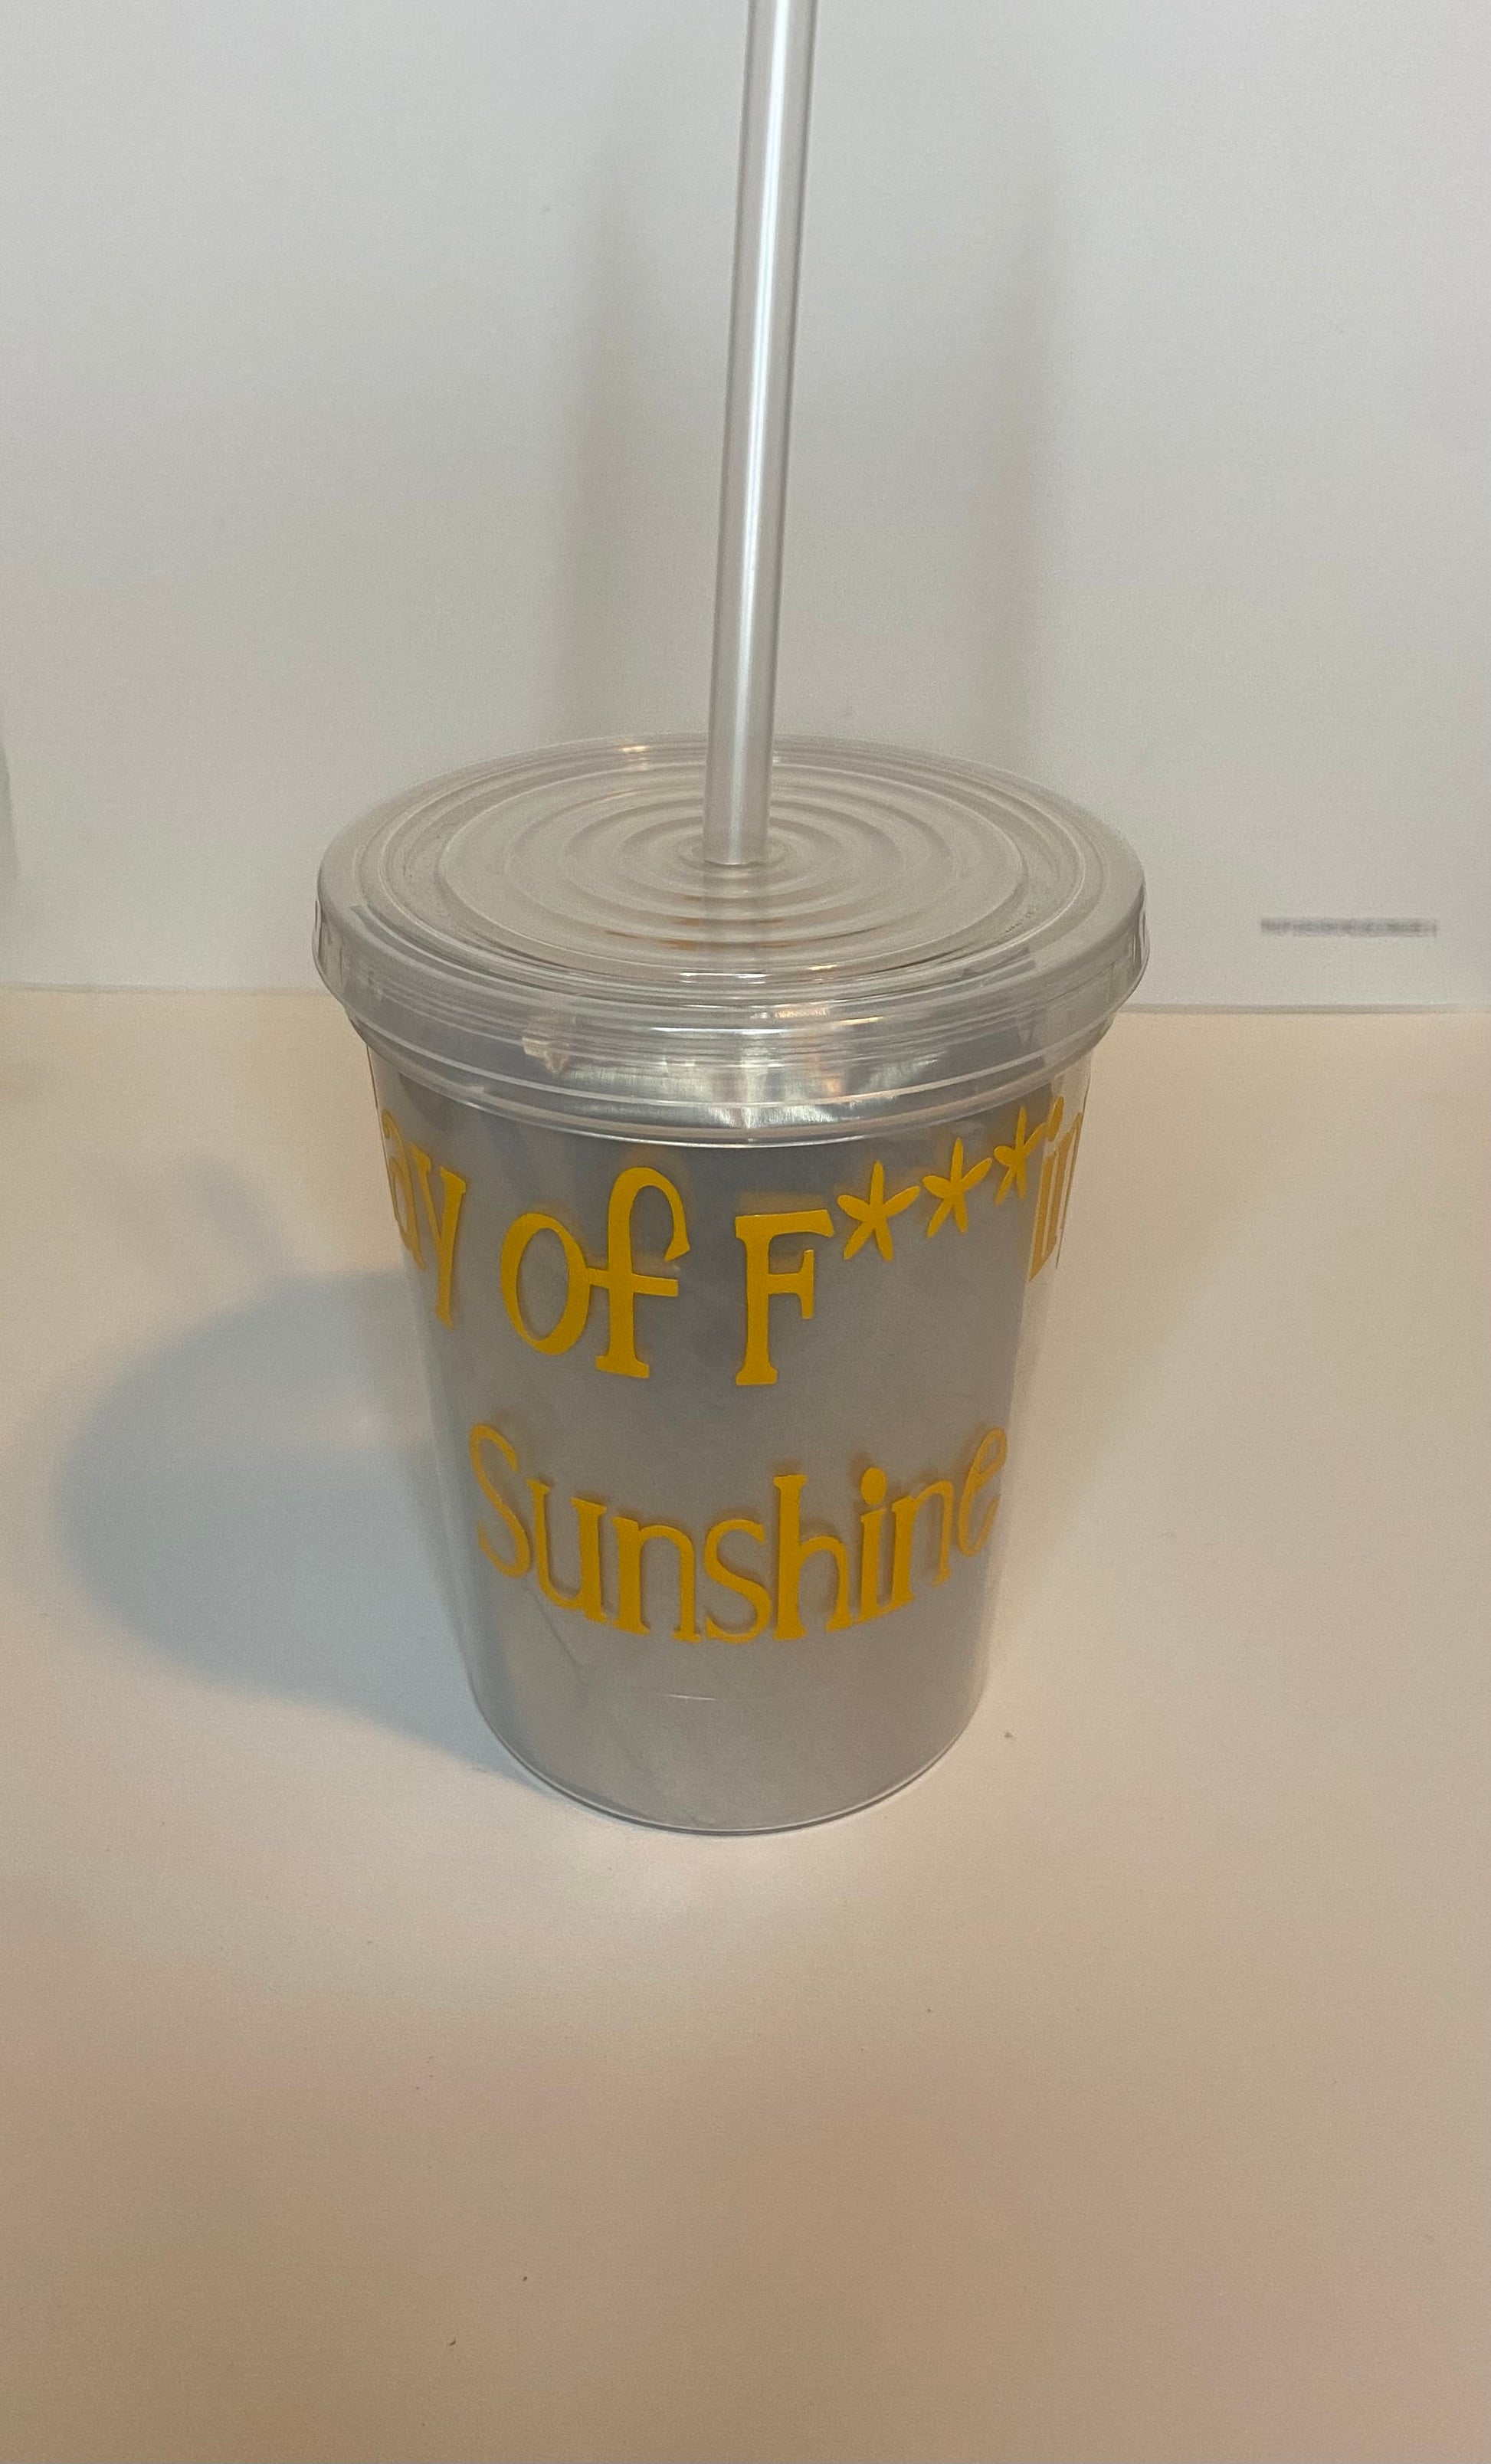 ay of F***in
Sunshine